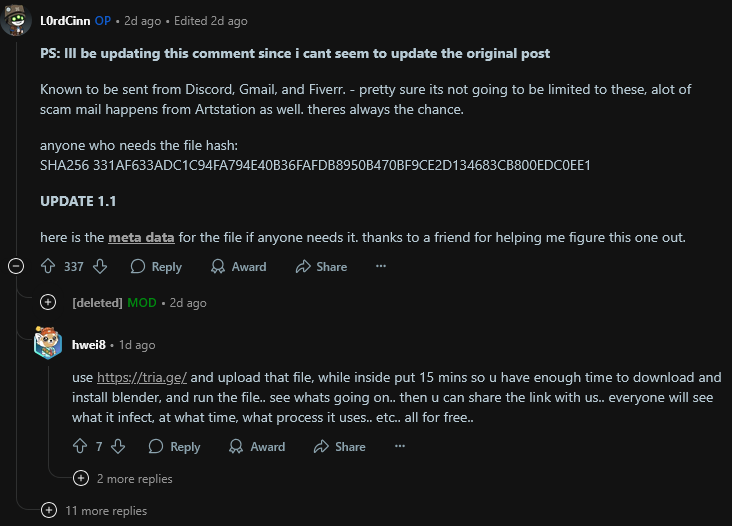 L0rdCinn OP • 2d ago • Edited 2d ago
PS: Ill be updating this comment since i cant seem to update the original post
Known to be sent from Discord, Gmail, and Fiverr. - pretty sure its not going to be limited to these, alot of
scam mail happens from Artstation as well. theres always the chance.
anyone who needs the file hash:
SHA256 331AF633ADC1C94FA794E40B36FAFDB8950B470BF9CE2D134683CB800EDC0EE1
UPDATE 1.1
here is the meta data for the file if anyone needs it. thanks to a friend for helping me figure this one out.
337 Reply Award Share ···
[deleted] MOD • 2d ago
hwei8 • 1d ago
use https://tria.ge/ and upload that file, while inside put 15 mins so u have enough time to download and
install blender, and run the file.. see whats going on.. then u can share the link with us.. everyone will see
what it infect, at what time, what process it uses.. etc.. all for free..
7 Reply Award Share ···
2 more replies
11 more replies